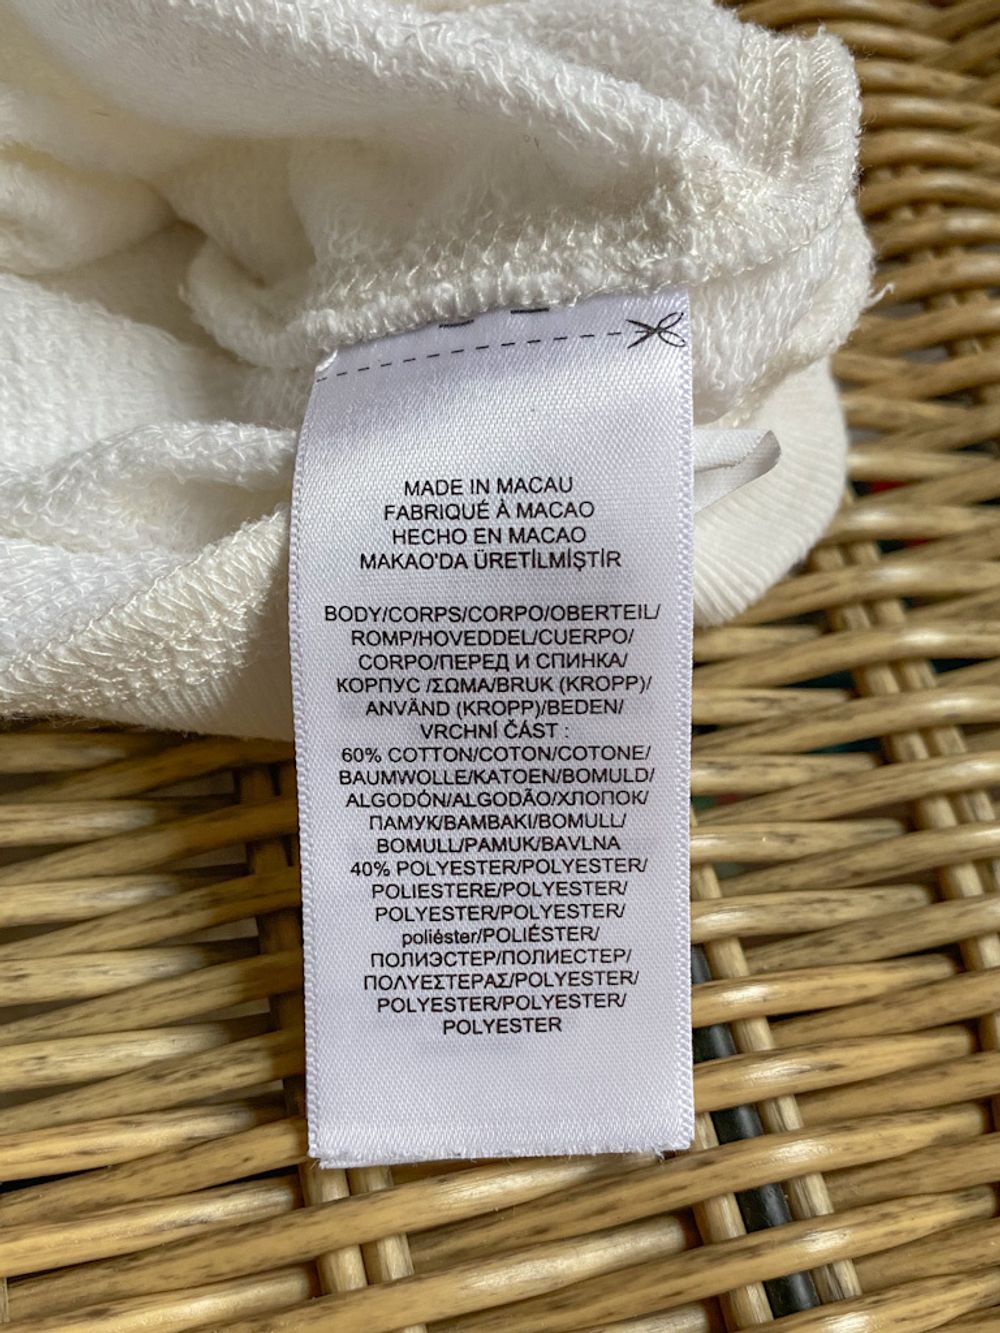 MADE IN MACAU
FABRIQUÉ À MACAO
HECHO EN MACAO
MAKAO'DA ÜRETİLMİŞTİR
BODY/CORPS/CORPO/OBERTEIL/
ROMP/HOVEDDEL/CUERPO/
CORPO/ПЕРЕД И СПИНКА/
КОРПУС /ΣΩΜΑ/BRUK (KROPP)/
ANVÄND (KROPP)/BEDEN/
VRCHNÍ ČÁST :
60% COTTON/COTON/COTONE/
BAUMWOLLE/KATOEN/BOMULD/
ALGODÓN/ALGODÃO/ХЛОПОК/
ПАМУК/BAMBAKI/BOMULL/
BOMULL/PAMUK/BAVLNA
40% POLYESTER/POLYESTER/
POLIESTERE/POLYESTER/
POLYESTER/POLYESTER/
poliéster/POLIÉSTER/
ПОЛИЭСТЕР/ПОЛИЕСТЕР/
ΠΟΛΥΕΣΤΕΡΑΣ/POLYESTER/
POLYESTER/POLYESTER/
POLYESTER